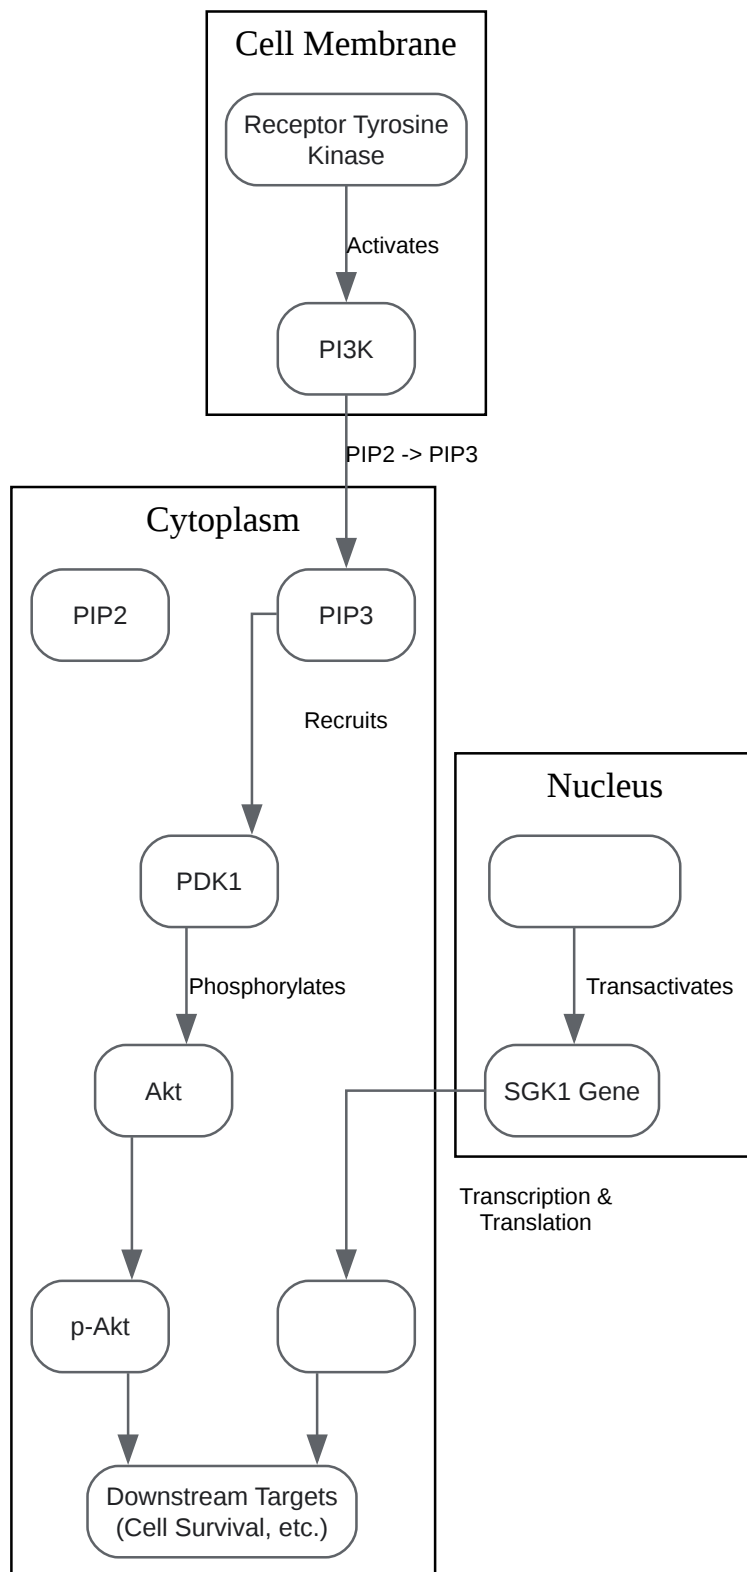 Cell Membrane
Receptor Tyrosine
Kinase
Activates
PI3K
PIP2 -> PIP3
Cytoplasm
PIP2
PIP3
Recruits
Nucleus
PDK1
Phosphorylates
Transactivates
Akt
SGK1 Gene
Transcription &
Translation
p-Akt
Downstream Targets
(Cell Survival, etc.)